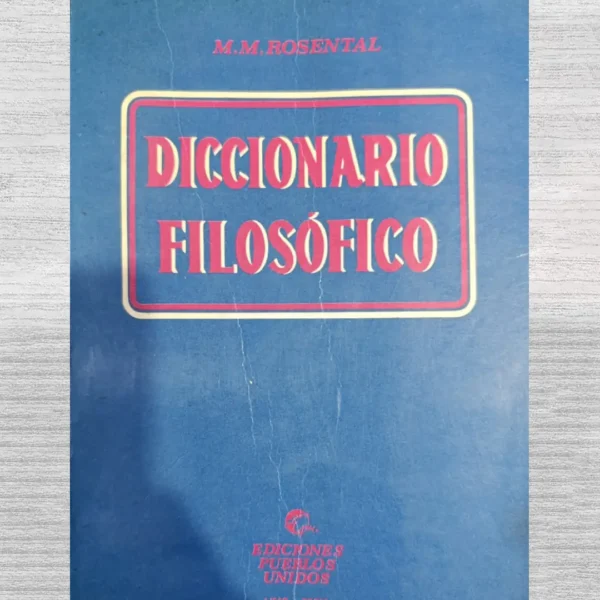 M.M. ROSENTAL
DICCIONARIO
FILOSÓFICO
EDICIONES
PUEBLOS
UNIDOS